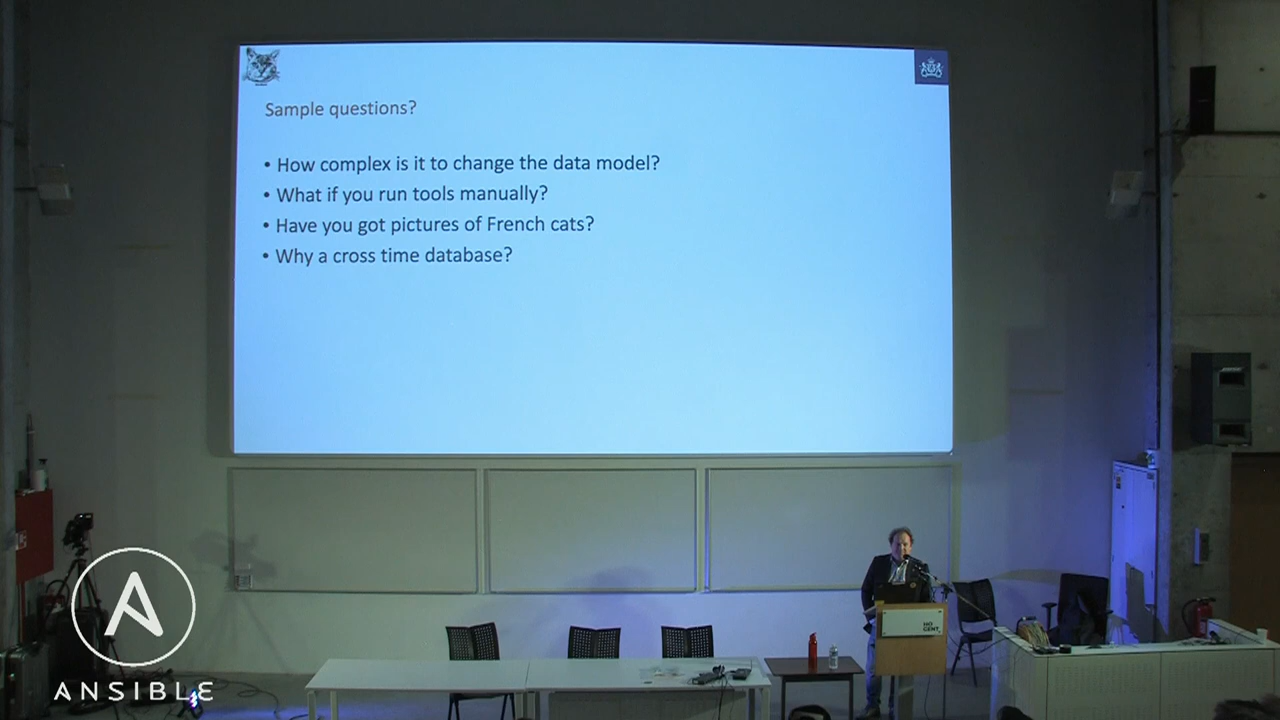 Sample questions?
• How complex is it to change the data model?
• What if you run tools manually?
• Have you got pictures of French cats?
• Why a cross time database?
HO
GENT
ANSIBLE